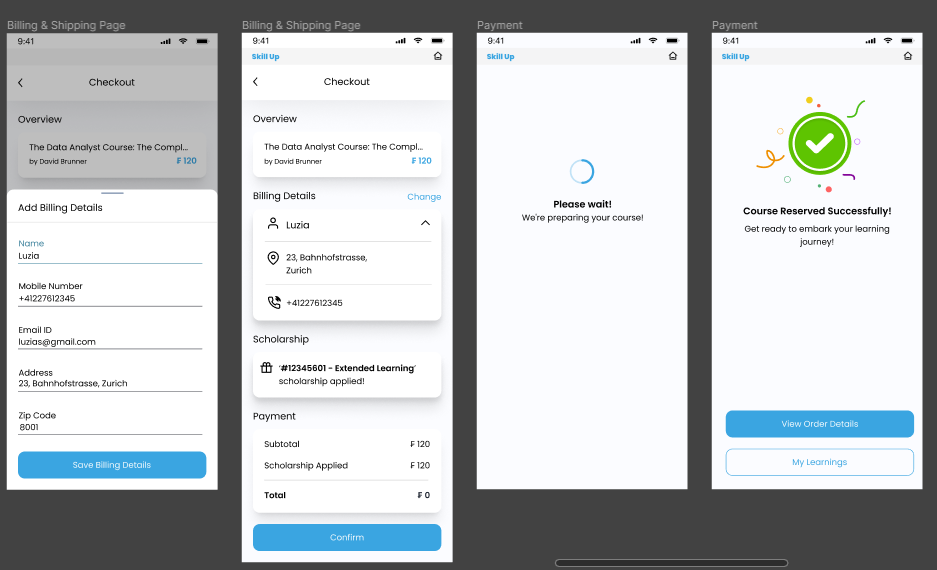 Billing & Shipping Page
9:41
Checkout
Overview
The Data Analyst Course: The Compl...
by David Brunner
₣ 120
Add Billing Details
Name
Luzia
Mobile Number
+41227612345
Email ID
luzias@gmail.com
Address
23, Bahnhofstrasse, Zurich
Zip Code
8001
Save Billing Details
Billing & Shipping Page
9:41
Skill Up
Checkout
Overview
The Data Analyst Course: The Compl...
by David Brunner
₣ 120
Billing Details
Change
Luzia
23, Bahnhofstrasse,
Zurich
+41227612345
Scholarship
'#12345601 - Extended Learning'
scholarship applied!
Payment
Subtotal
₣ 120
Scholarship Applied
₣ 120
Total
₣ 0
Confirm
Payment
9:41
Skill Up
Please wait!
We're preparing your course!
Payment
9:41
Skill Up
Course Reserved Successfully!
Get ready to embark your learning
journey!
View Order Details
My Learnings